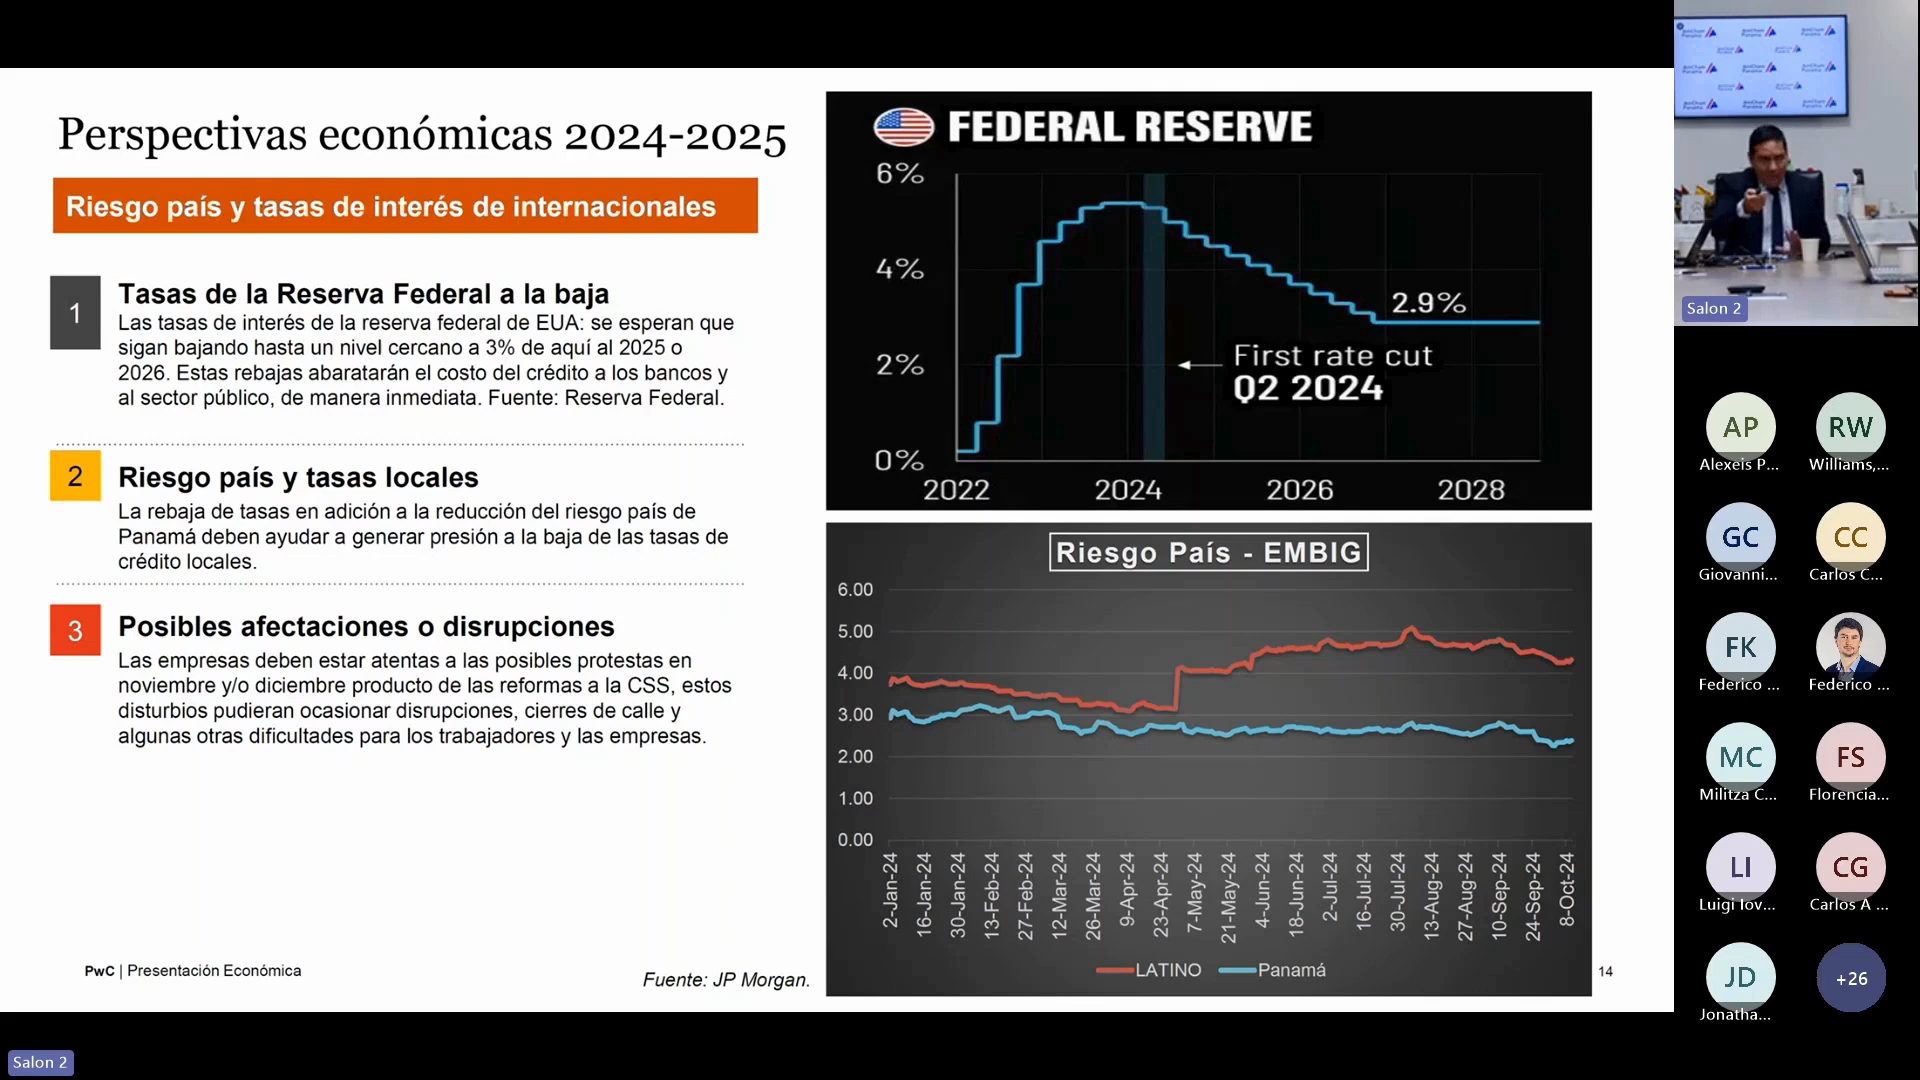 Perspectivas económicas 2024-2025
Riesgo país y tasas de interés de internacionales
1
Tasas de la Reserva Federal a la baja
Las tasas de interés de la reserva federal de EUA: se esperan que
sigan bajando hasta un nivel cercano a 3% de aquí al 2025 o
2026. Estas rebajas abaratarán el costo del crédito a los bancos y
al sector público, de manera inmediata. Fuente: Reserva Federal.
2
Riesgo país y tasas locales
La rebaja de tasas en adición a la reducción del riesgo país de
Panamá deben ayudar a generar presión a la baja de las tasas de
crédito locales.
3
Posibles afectaciones o disrupciones
Las empresas deben estar atentas a las posibles protestas en
noviembre y/o diciembre producto de las reformas a la CSS, estos
disturbios pudieran ocasionar disrupciones, cierres de calle y
algunas otras dificultades para los trabajadores y las empresas.
PwC | Presentación Económica
Fuente: JP Morgan.
FEDERAL RESERVE
6%
4%
2%
0%
2.9%
First rate cut
Q2 2024
2022
2024
2026
2028
Riesgo País - EMBIG
6.00
5.00
4.00
3.00
2.00
1.00
0.00
2-Jan-24
16-Jan-24
30-Jan-24
13-Feb-24
27-Feb-24
12-Mar-24
26-Mar-24
9-Apr-24
23-Apr-24
7-May-24
21-May-24
4-Jun-24
18-Jun-24
2-Jul-24
16-Jul-24
30-Jul-24
13-Aug-24
27-Aug-24
10-Sep-24
24-Sep-24
8-Oct-24
LATINO
Panamá
14
Salon 2
AP
Alexeis P...
RW
Williams,...
GC
Giovanni...
CC
Carlos C...
FK
Federico ...
Federico ...
MC
Militza C...
FS
Florencia...
LI
Luigi Iov...
CG
Carlos A ...
JD
Jonatha...
+26
Salon 2